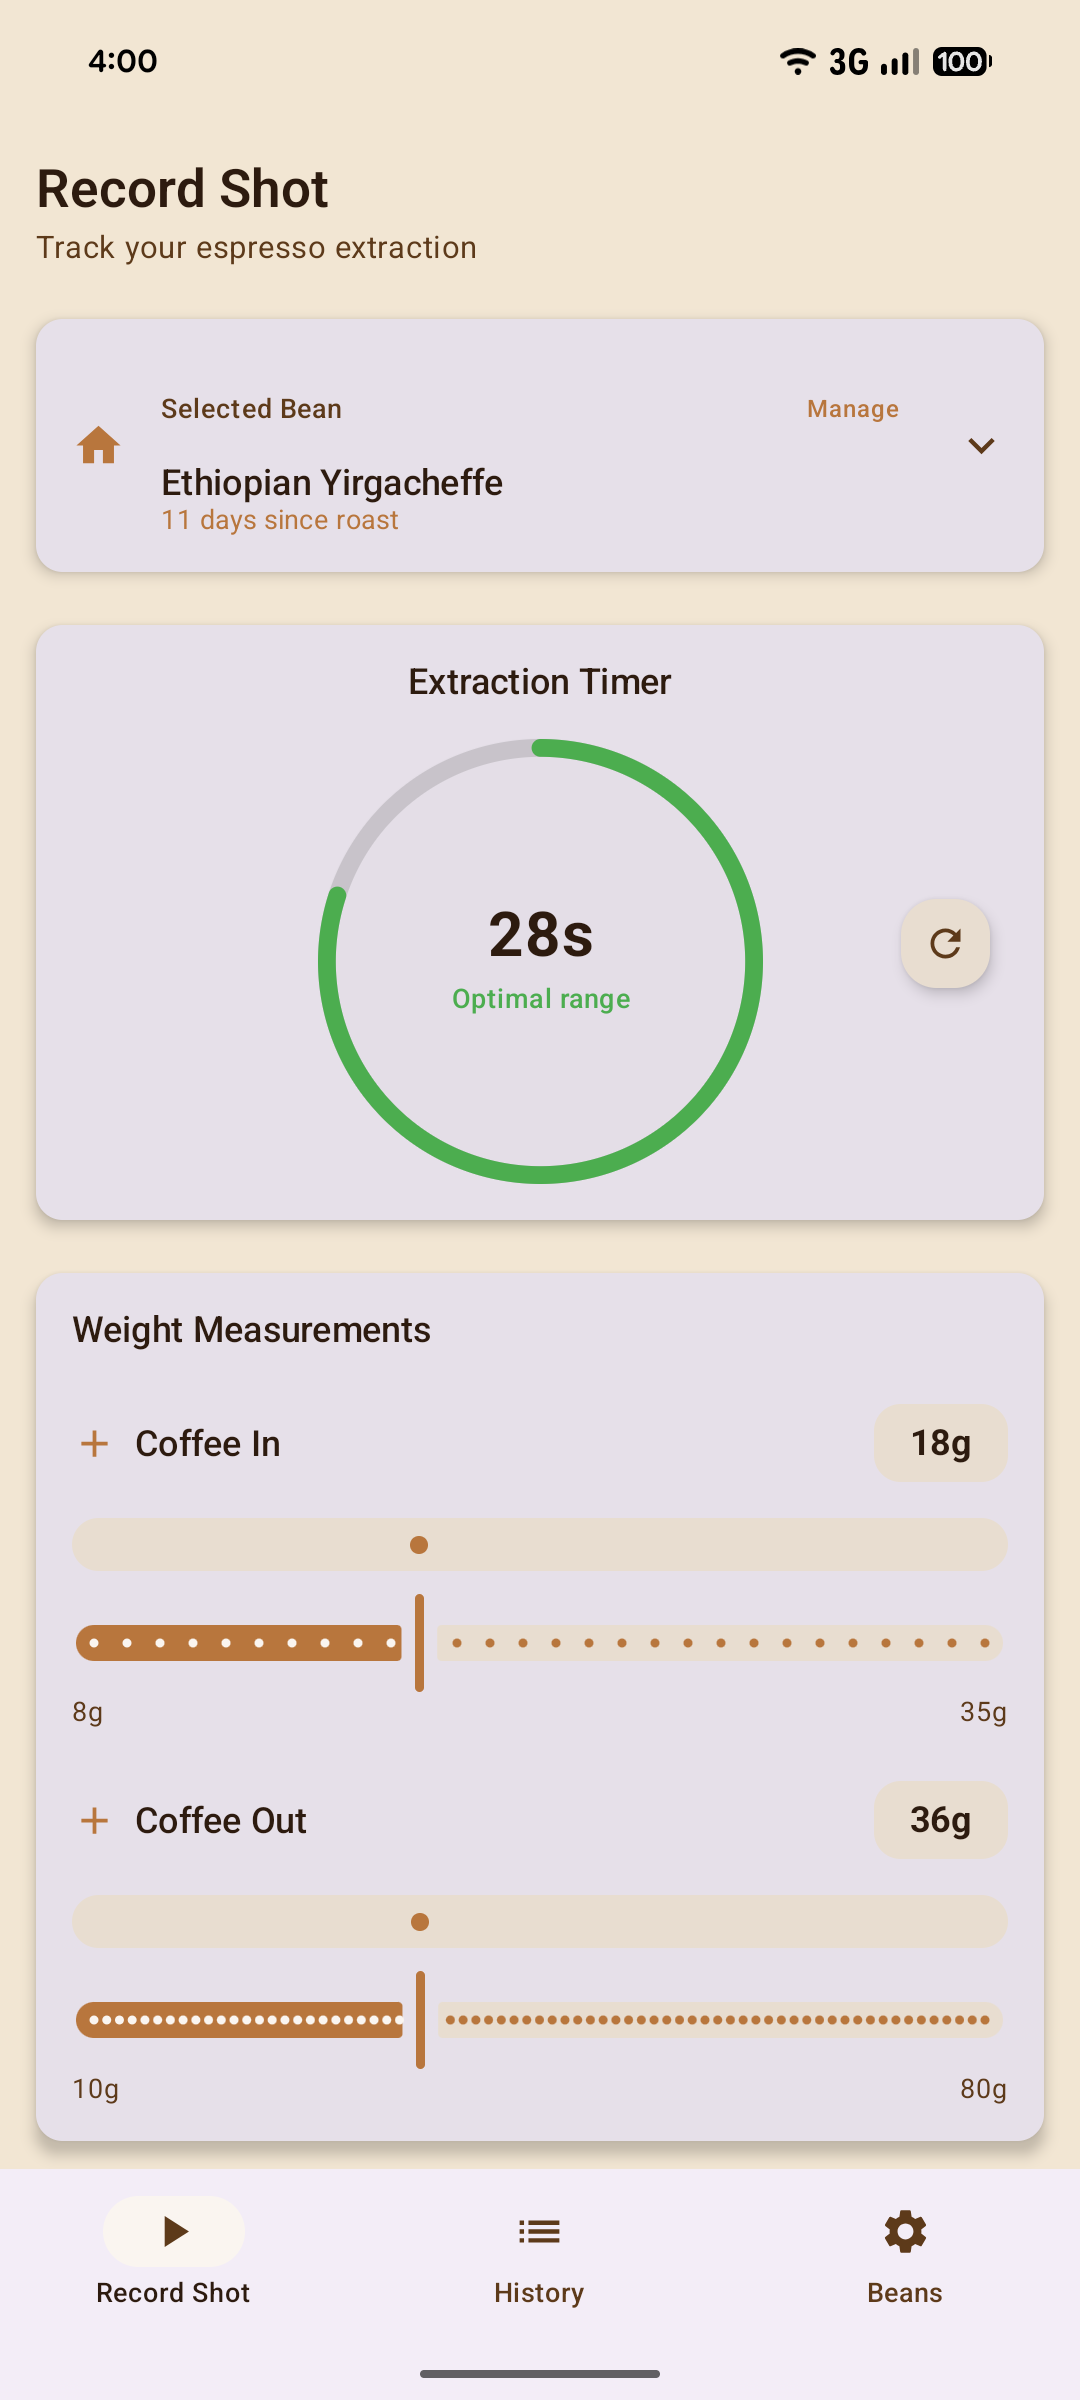 4:00
3G
100
Record Shot
Track your espresso extraction
Selected Bean
Manage
Ethiopian Yirgacheffe
11 days since roast
Extraction Timer
28s
Optimal range
Weight Measurements
Coffee In
18g
8g
35g
Coffee Out
36g
10g
80g
Record Shot
History
Beans